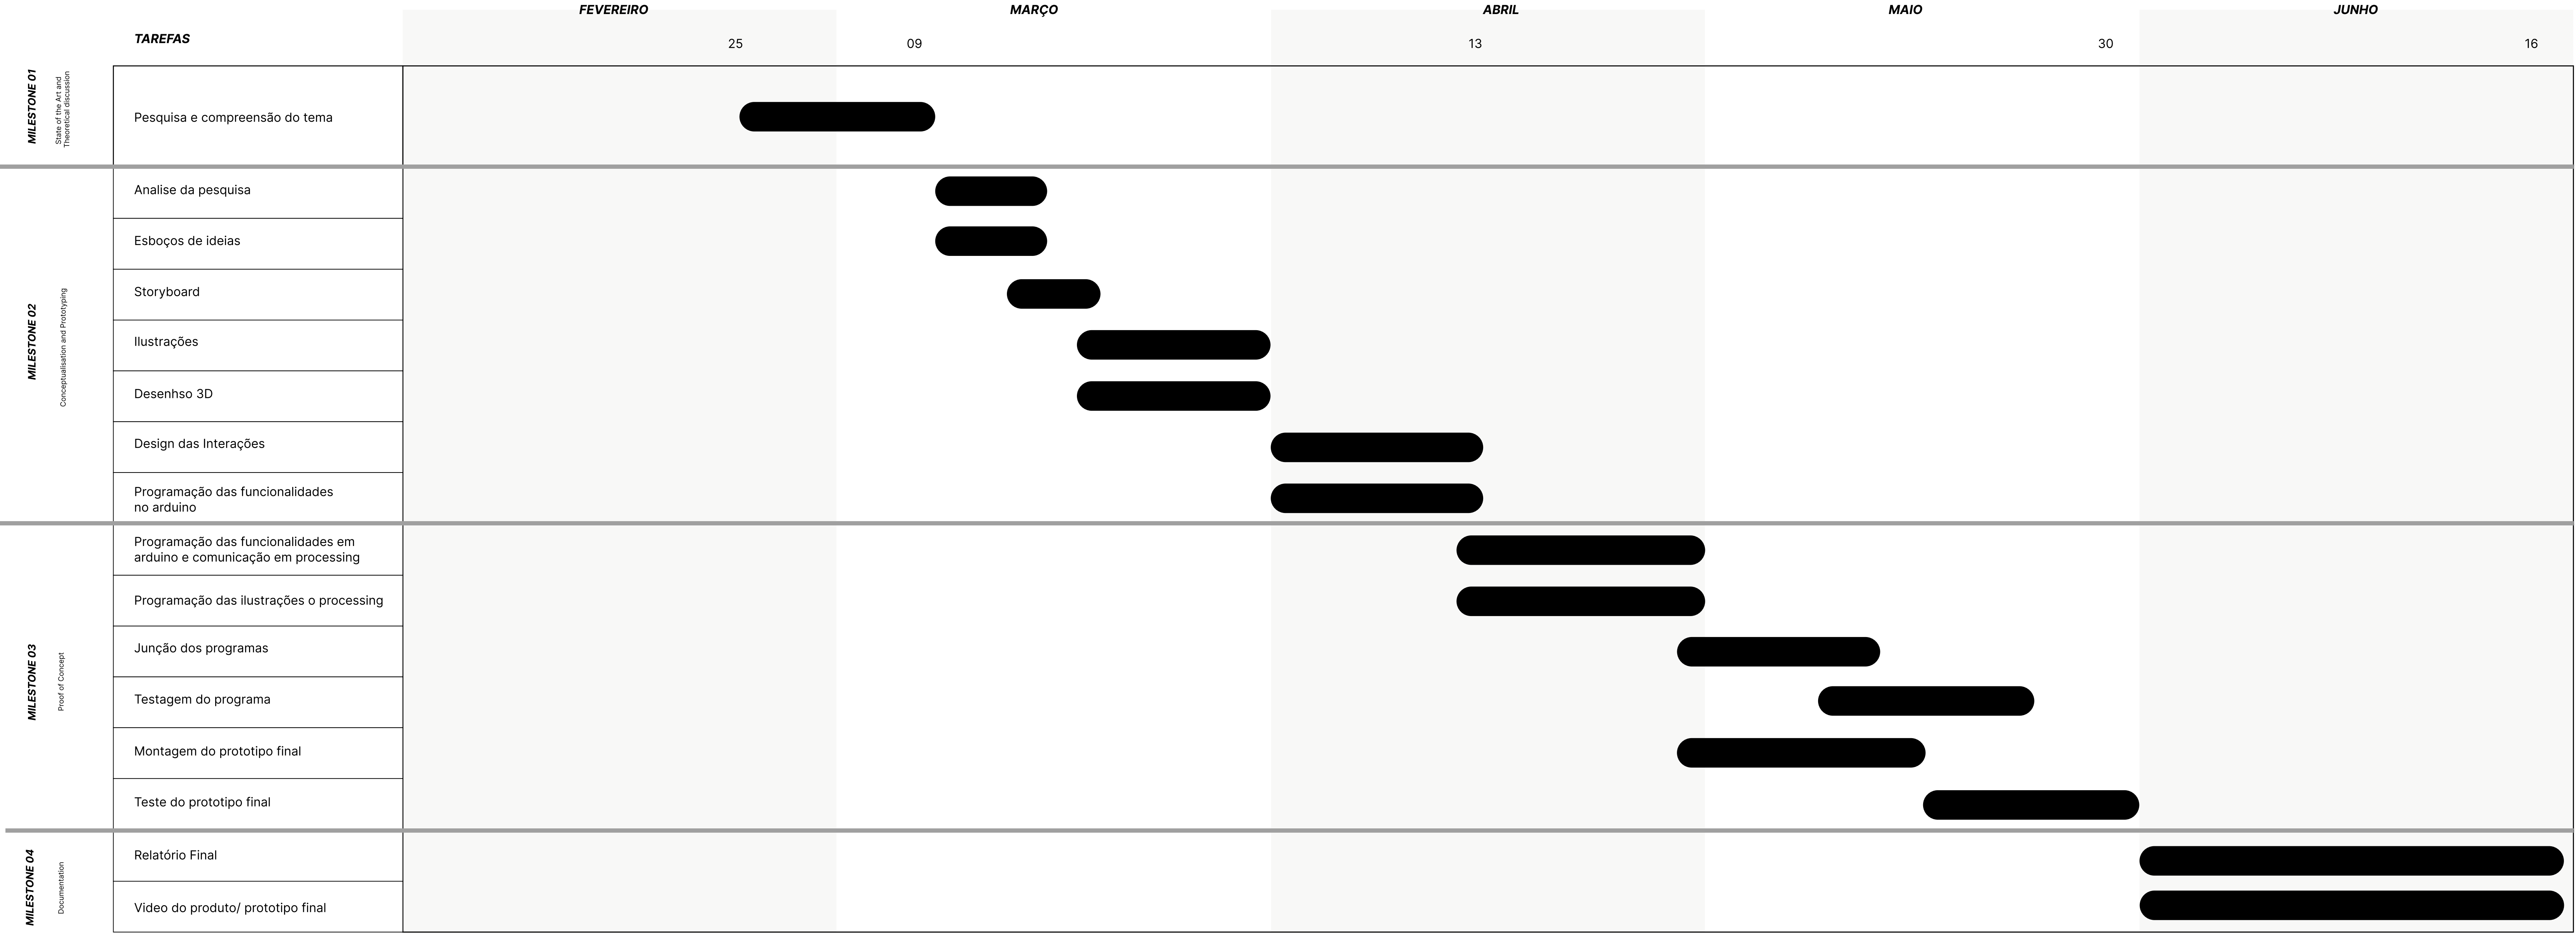 FEVEREIRO
MARÇO
ABRIL
MAIO
JUNHO
TAREFAS
25
09
13
30
16
MILESTONE 01
State of the Art and
Theoretical discussion
Pesquisa e compreensão do tema
MILESTONE 02
Conceptualisation and Prototyping
Analise da pesquisa
Esboços de ideias
Storyboard
Ilustrações
Desenhso 3D
Design das Interações
Programação das funcionalidades
no arduino
MILESTONE 03
Proof of Concept
Programação das funcionalidades em
arduino e comunicação em processing
Programação das ilustrações o processing
Junção dos programas
Testagem do programa
Montagem do prototipo final
Teste do prototipo final
MILESTONE 04
Documentation
Relatório Final
Video do produto/ prototipo final